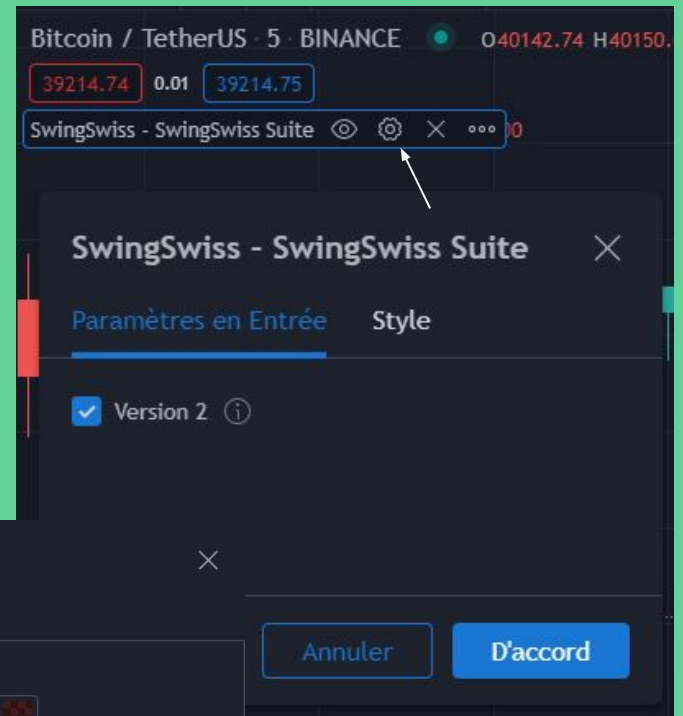 Bitcoin / TetherUS · 5 · BINANCE O40142.74 H40150.
39214.74 0.01 39214.75
SwingSwiss - SwingSwiss Suite 00
SwingSwiss - SwingSwiss Suite
Paramètres en Entrée Style
Version 2
Annuler D'accord